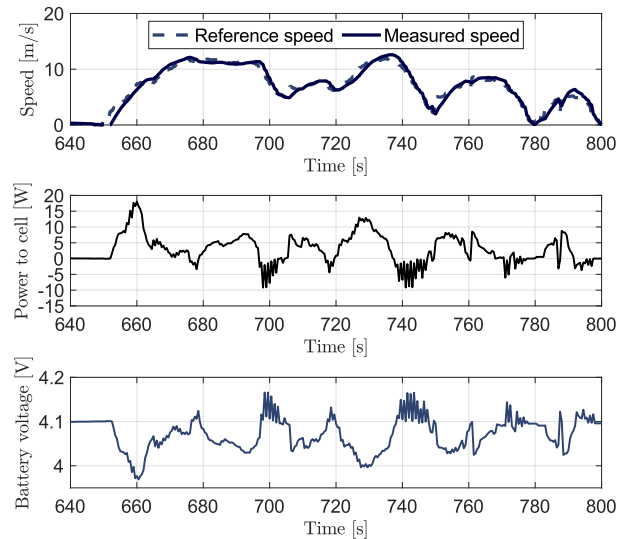 Reference speed Measured speed
Speed [m/s]
20
10
0
640 660 680 700 720 740 760 780 800
Time [s]
Power to cell [W]
20
15
10
5
0
-5
-10
-15
640 660 680 700 720 740 760 780 800
Time [s]
Battery voltage [V]
4.2
4.1
4
640 660 680 700 720 740 760 780 800
Time [s]